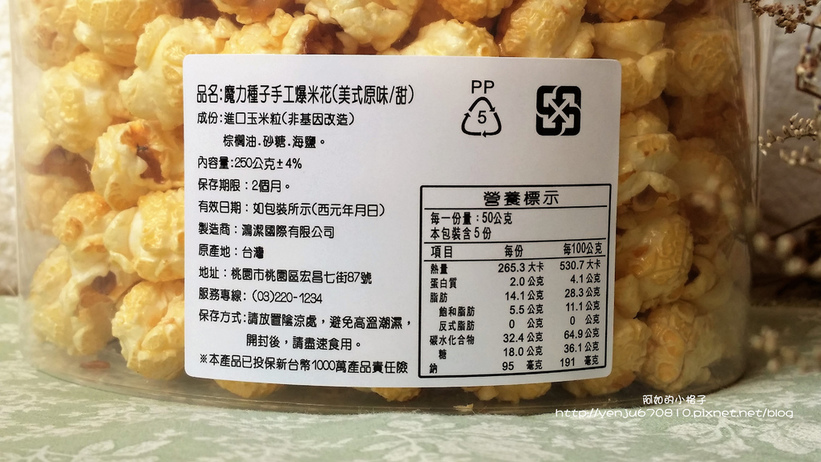 品名:魔力種子手工爆米花(美式原味/甜)
成份:進口玉米粒(非基因改造)
棕櫚油.砂糖.海鹽。
內容量:250公克±4%
保存期限:2個月。
有效日期:如包裝所示(西元年月日)
製造商:鴻潔國際有限公司
原產地:台灣
地址:桃園市桃園區宏昌七街87號
服務專線:(03)220-1234
保存方式:請放置陰涼處,避免高溫潮濕,
開封後,請盡速食用。
※本產品已投保新台幣1000萬產品責任險
PP
5
營養標示
每一份量:50公克
本包裝含5份
項目 每份 每100公克
熱量 265.3大卡 530.7大卡
蛋白質 2.0公克 4.1公克
脂肪 14.1公克 28.3公克
飽和脂肪 5.5公克 11.1公克
反式脂肪 0公克 0公克
碳水化合物 32.4公克 64.9公克
糖 18.0公克 36.1公克
鈉 95毫克 191毫克
阿如的小格子
http://yenju670810.pixnet.net/blog